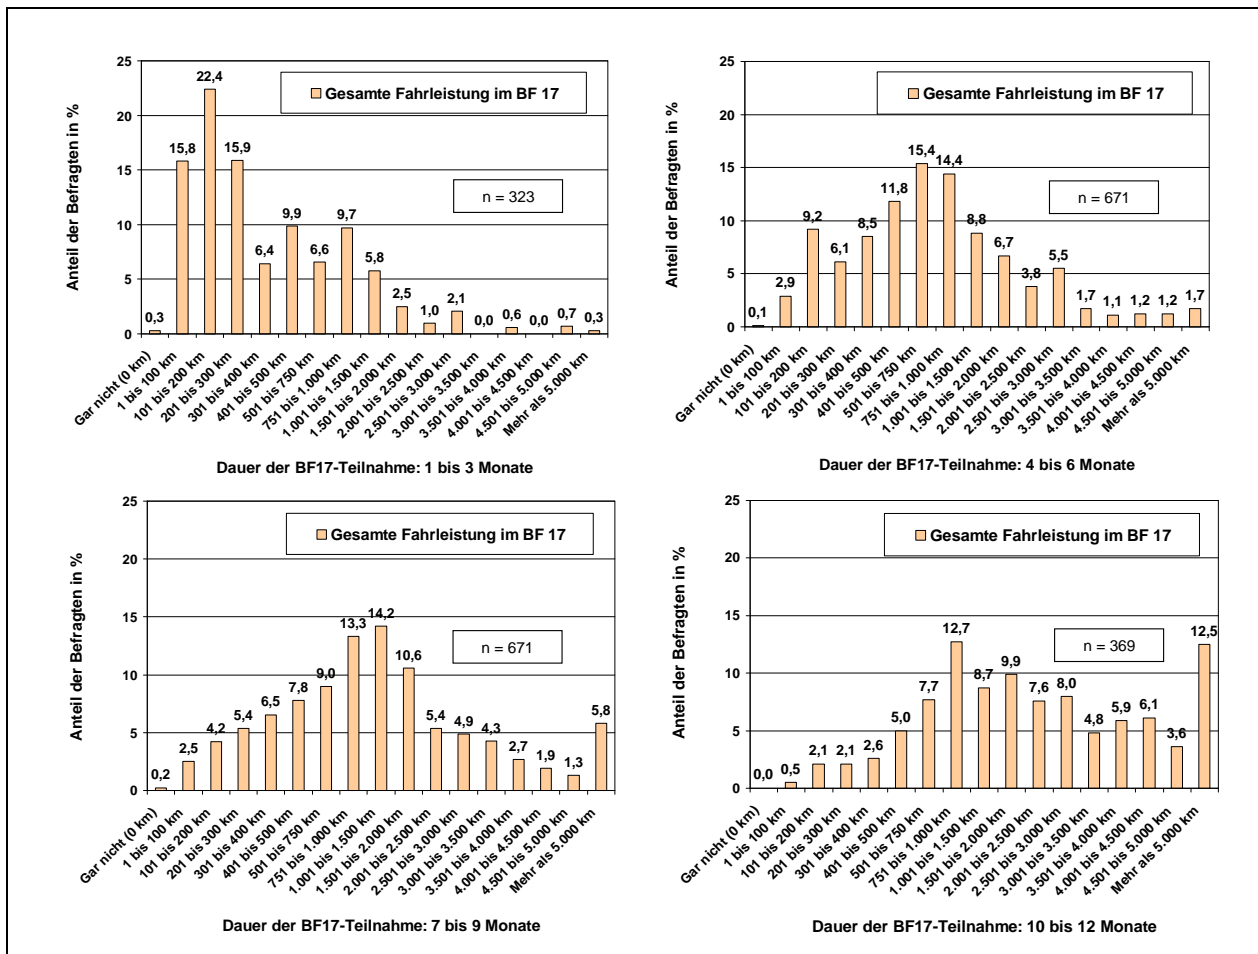 25
20
15
10
5
0
Anteil der Befragten in %
Gesamte Fahrleistung im BF 17
n = 323
0,3
15,8
22,4
15,9
6,4
9,9
6,6
9,7
5,8
2,5
1,0
2,1
0,0
0,6
0,0
0,7
0,3
Gar nicht (0 km)
1 bis 100 km
101 bis 200 km
201 bis 300 km
301 bis 400 km
401 bis 500 km
501 bis 750 km
751 bis 1.000 km
1.001 bis 1.500 km
1.501 bis 2.000 km
2.001 bis 2.500 km
2.501 bis 3.000 km
3.001 bis 3.500 km
3.501 bis 4.000 km
4.001 bis 4.500 km
4.501 bis 5.000 km
Mehr als 5.000 km
Dauer der BF17-Teilnahme: 1 bis 3 Monate
25
20
15
10
5
0
Anteil der Befragten in %
Gesamte Fahrleistung im BF 17
n = 671
0,1
2,9
9,2
6,1
8,5
11,8
15,4
14,4
8,8
6,7
3,8
5,5
1,7
1,1
1,2
1,2
1,7
Gar nicht (0 km)
1 bis 100 km
101 bis 200 km
201 bis 300 km
301 bis 400 km
401 bis 500 km
501 bis 750 km
751 bis 1.000 km
1.001 bis 1.500 km
1.501 bis 2.000 km
2.001 bis 2.500 km
2.501 bis 3.000 km
3.001 bis 3.500 km
3.501 bis 4.000 km
4.001 bis 4.500 km
4.501 bis 5.000 km
Mehr als 5.000 km
Dauer der BF17-Teilnahme: 4 bis 6 Monate
25
20
15
10
5
0
Anteil der Befragten in %
Gesamte Fahrleistung im BF 17
n = 671
0,2
2,5
4,2
5,4
6,5
7,8
9,0
13,3
14,2
10,6
5,4
4,9
4,3
2,7
1,9
1,3
5,8
Gar nicht (0 km)
1 bis 100 km
101 bis 200 km
201 bis 300 km
301 bis 400 km
401 bis 500 km
501 bis 750 km
751 bis 1.000 km
1.001 bis 1.500 km
1.501 bis 2.000 km
2.001 bis 2.500 km
2.501 bis 3.000 km
3.001 bis 3.500 km
3.501 bis 4.000 km
4.001 bis 4.500 km
4.501 bis 5.000 km
Mehr als 5.000 km
Dauer der BF17-Teilnahme: 7 bis 9 Monate
25
20
15
10
5
0
Anteil der Befragten in %
Gesamte Fahrleistung im BF 17
n = 369
0,0
0,5
2,1
2,1
2,6
5,0
7,7
12,7
8,7
9,9
7,6
8,0
4,8
5,9
6,1
3,6
12,5
Gar nicht (0 km)
1 bis 100 km
101 bis 200 km
201 bis 300 km
301 bis 400 km
401 bis 500 km
501 bis 750 km
751 bis 1.000 km
1.001 bis 1.500 km
1.501 bis 2.000 km
2.001 bis 2.500 km
2.501 bis 3.000 km
3.001 bis 3.500 km
3.501 bis 4.000 km
4.001 bis 4.500 km
4.501 bis 5.000 km
Mehr als 5.000 km
Dauer der BF17-Teilnahme: 10 bis 12 Monate